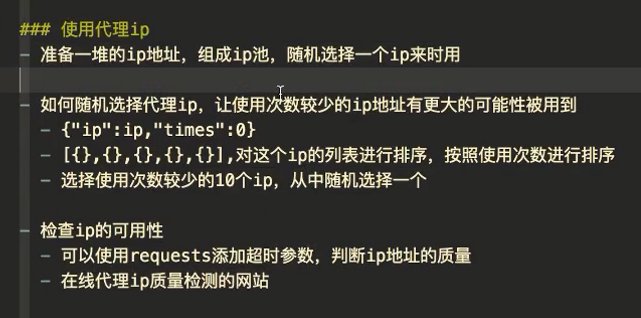 ### 使用代理ip
- 准备一堆的ip地址，组成ip池，随机选择一个ip来时用
- 如何随机选择代理ip，让使用次数较少的ip地址有更大的可能性被用到
- {"ip":ip,"times":0}
- [{},{},{},{},{}],对这个ip的列表进行排序，按照使用次数进行排序
- 选择使用次数较少的10个ip，从中随机选择一个
- 检查ip的可用性
- 可以使用requests添加超时参数，判断ip地址的质量
- 在线代理ip质量检测的网站